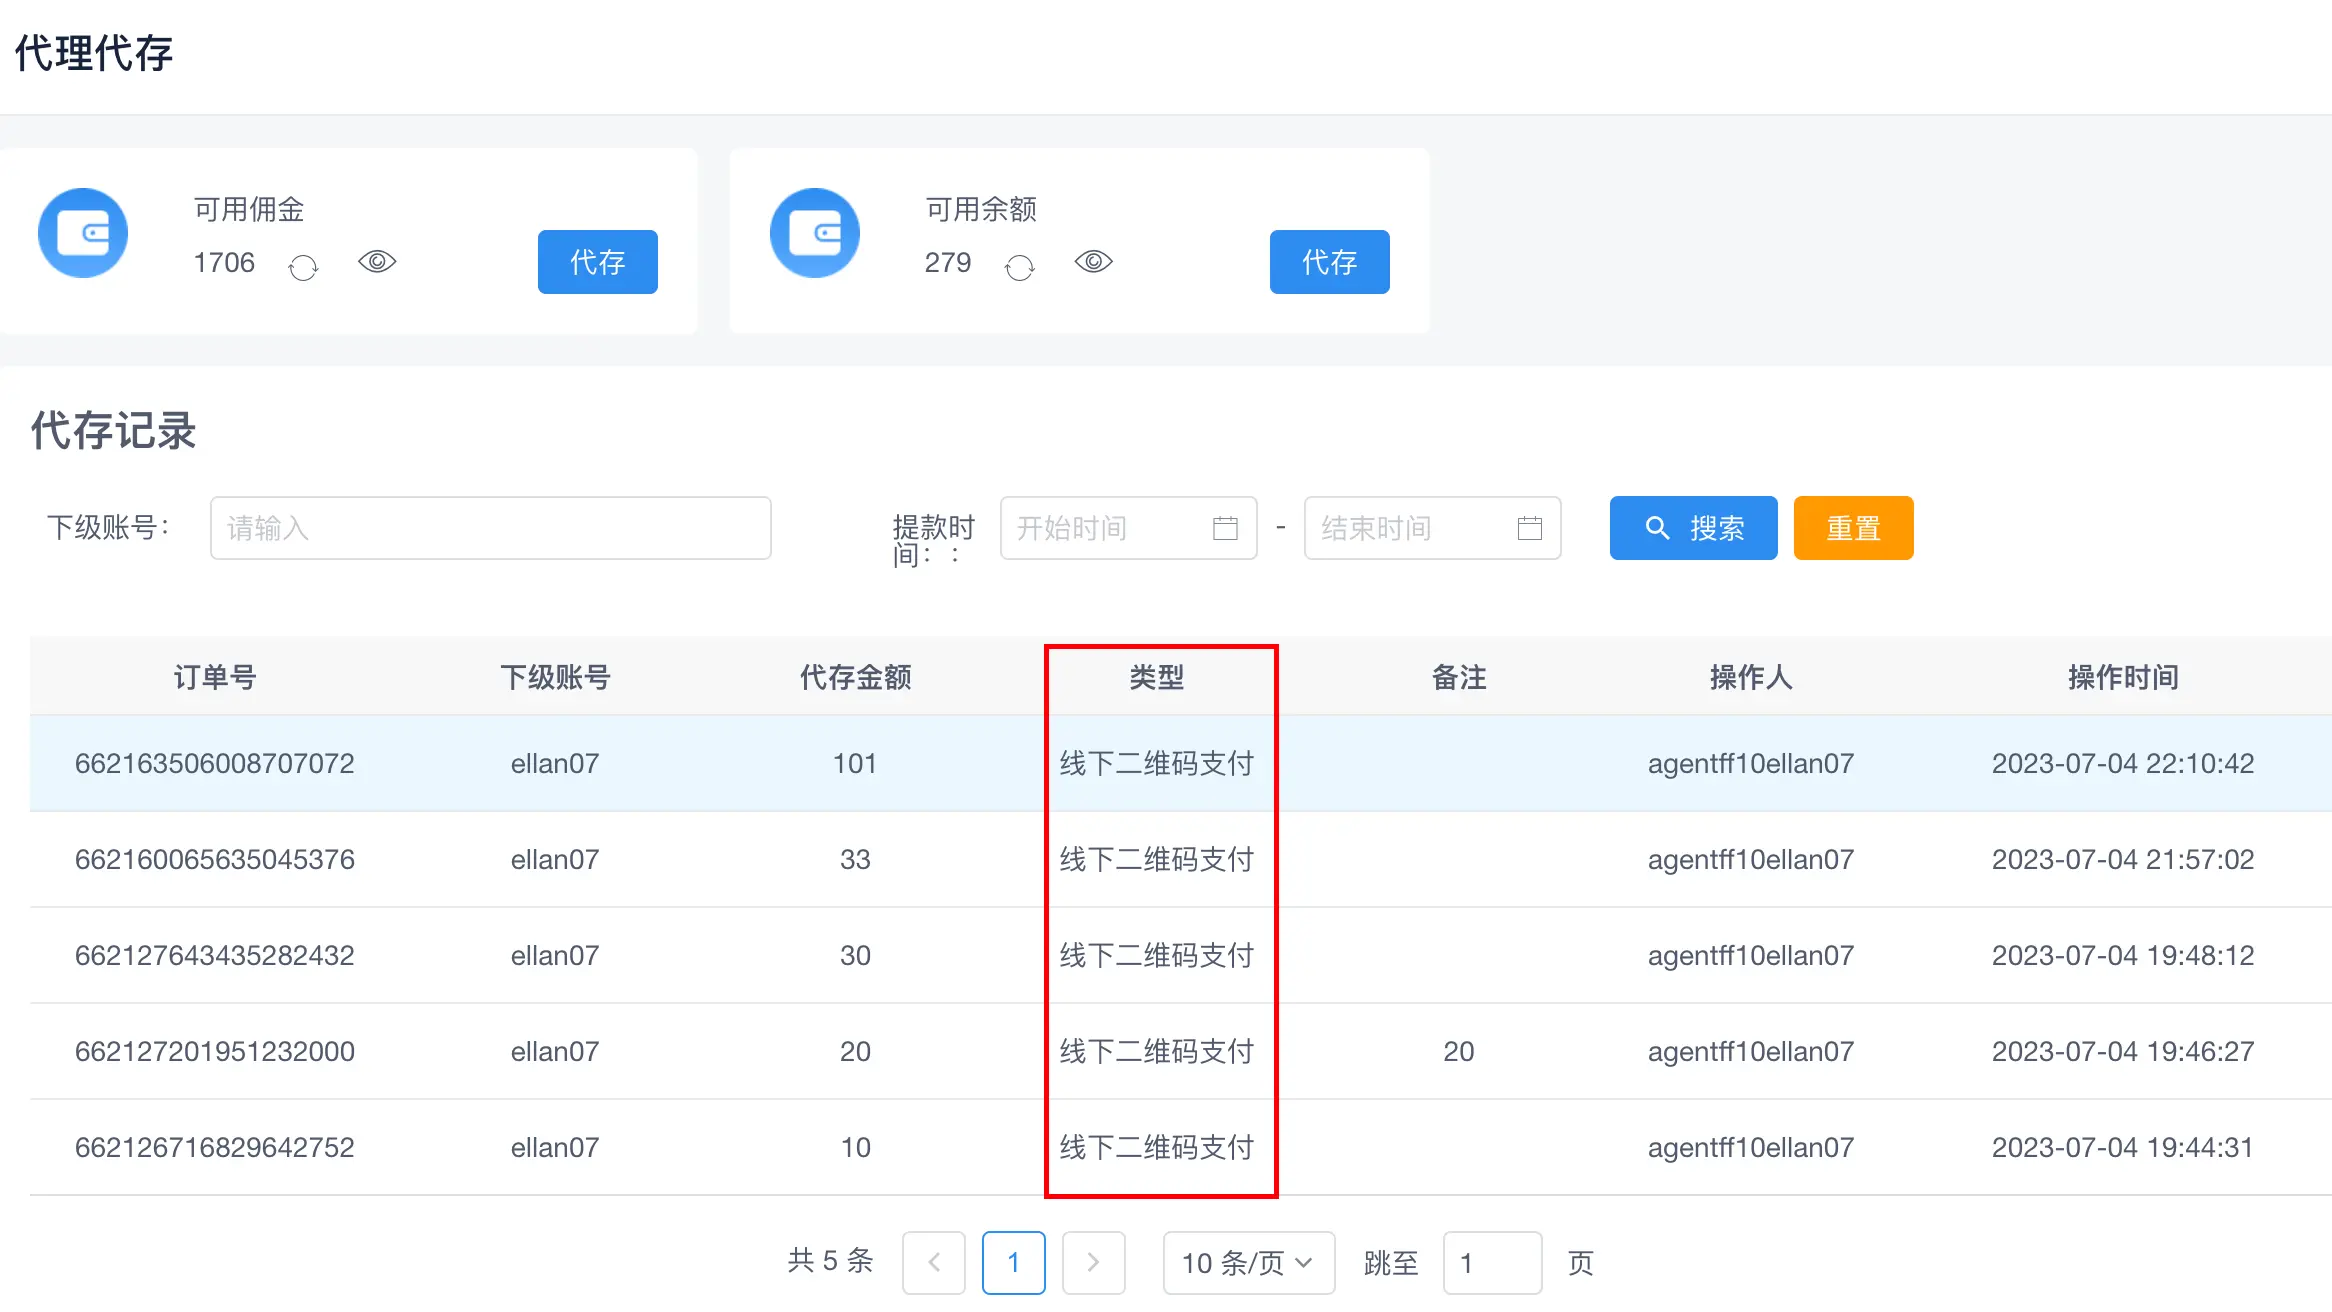 代理代存
可用佣金
1706
代存
可用余额
279
代存
代存记录
下级账号：
请输入
提款时
间：：
开始时间
-
结束时间
搜索
重置
订单号 下级账号 代存金额 类型 备注 操作人 操作时间
662163506008707072 ellan07 101 线下二维码支付 agentff10ellan07 2023-07-04 22:10:42
662160065635045376 ellan07 33 线下二维码支付 agentff10ellan07 2023-07-04 21:57:02
662127643435282432 ellan07 30 线下二维码支付 agentff10ellan07 2023-07-04 19:48:12
662127201951232000 ellan07 20 线下二维码支付 20 agentff10ellan07 2023-07-04 19:46:27
662126716829642752 ellan07 10 线下二维码支付 agentff10ellan07 2023-07-04 19:44:31
共 5 条 1 10 条/页 跳至 1 页